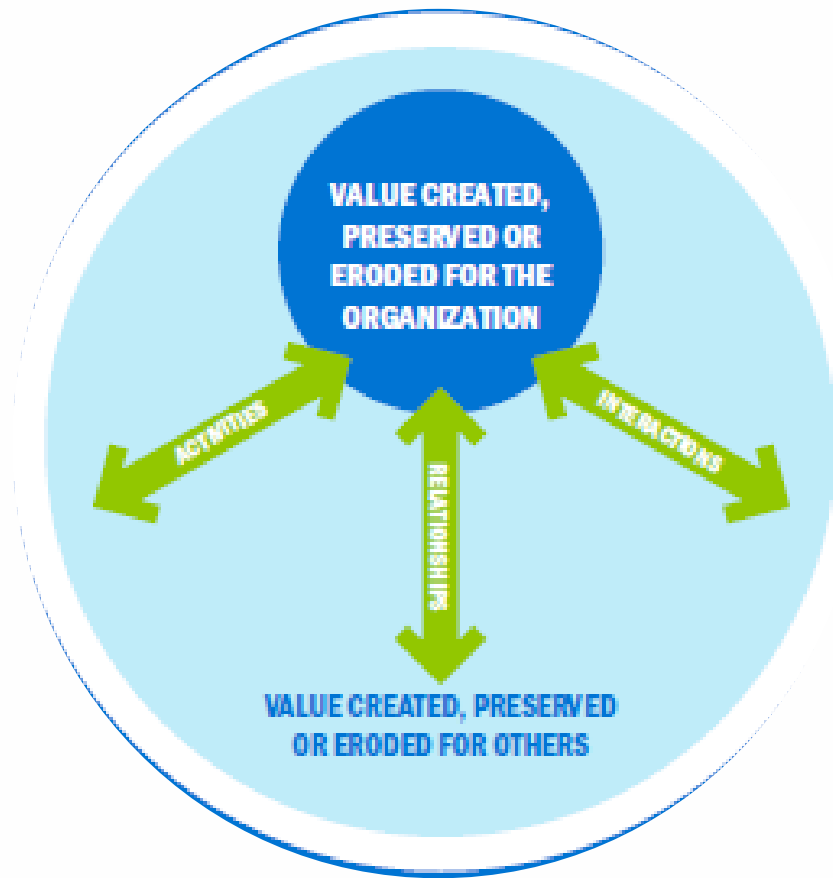 VALUE CREATED,
PRESERVED OR
ERODED FOR THE
ORGANIZATION
ACTIVITIES
RELATIONSHIPS
INTERACTIONS
VALUE CREATED, PRESERVED
OR ERODED FOR OTHERS